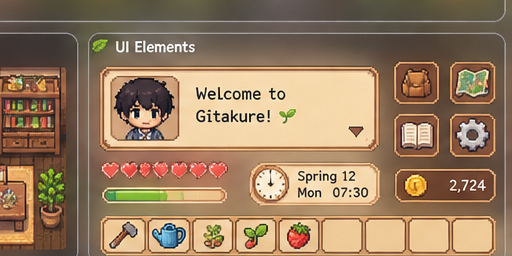 UI Elements
Welcome to
Gitakure!
Spring 12
Mon 07:30
2,724